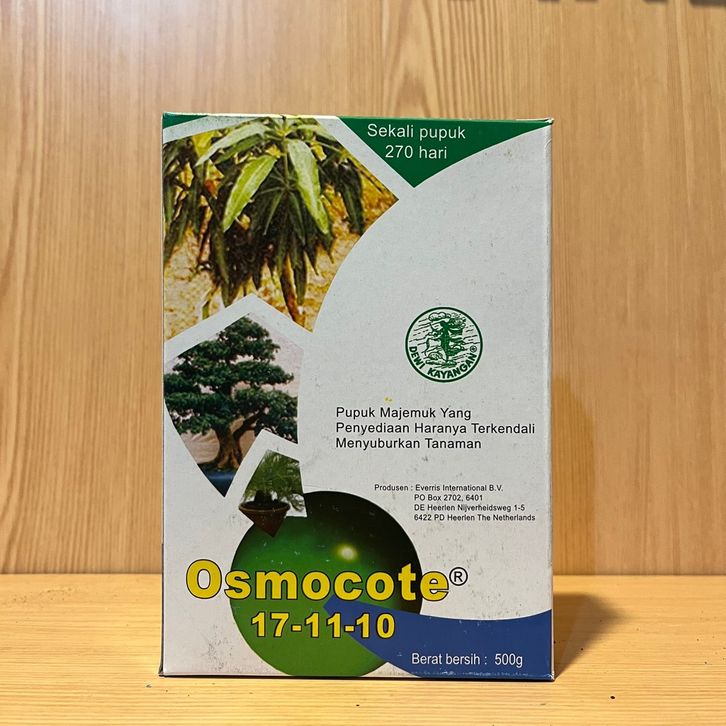 Sekali pupuk
270 hari
DEWI KAYANGAN®
Pupuk Majemuk Yang
Penyediaan Haranya Terkendali
Menyuburkan Tanaman
Produsen : Everris International B.V.
PO Box 2702, 6401
DE Heerlen Nijverheidsweg 1-5
6422 PD Heerlen The Netherlands
Osmocote®
17-11-10
Berat bersih : 500g